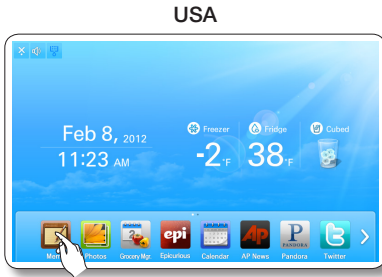 USA
Feb 8, 2012
11:23 AM
Freezer
-2°F
Fridge
38°F
Cubed
Photos
Grocery Mgr.
epi
Epicurious
Calendar
AP
AP News
P
PANDORA
Pandora
Twitter